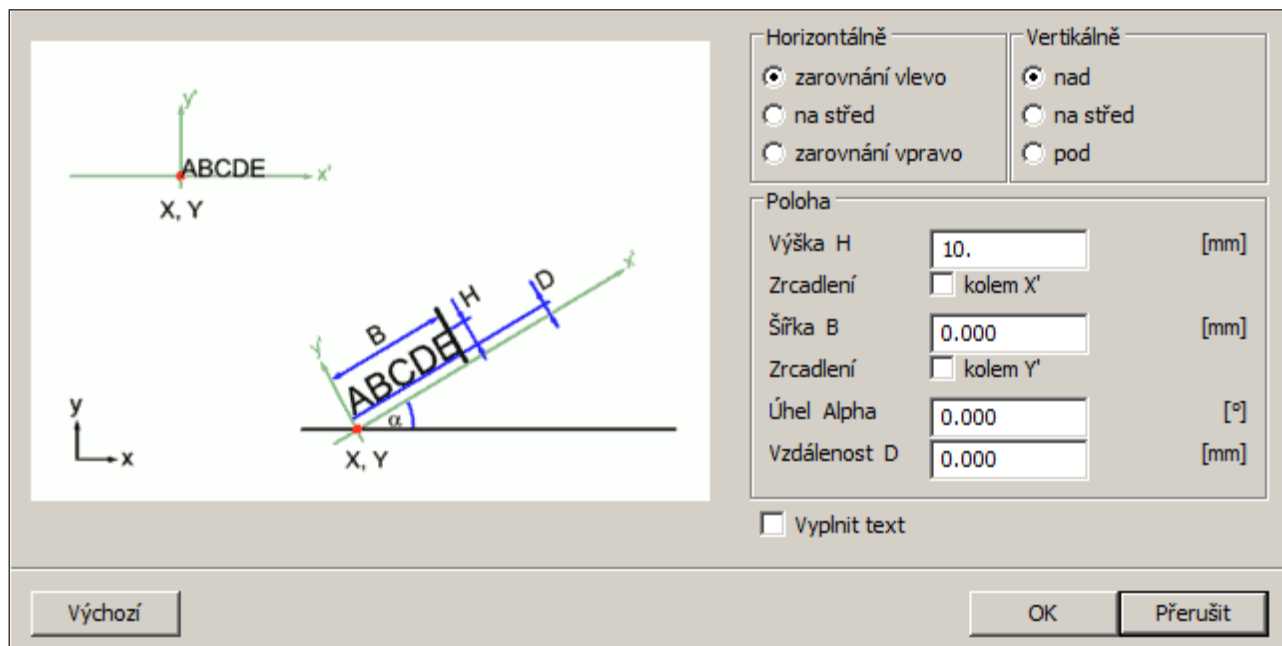 y'
ABCDE
x'
X, Y
x'
D
H
B
y'
ABCDE
α
X, Y
y
x
Horizontálně
zarovnání vlevo
na střed
zarovnání vpravo
Vertikálně
nad
na střed
pod
Poloha
Výška H 10. [mm]
Zrcadlení kolem X'
Šířka B 0.000 [mm]
Zrcadlení kolem Y'
Úhel Alpha 0.000 [°]
Vzdálenost D 0.000 [mm]
Vyplnit text
Výchozí OK Přerušit